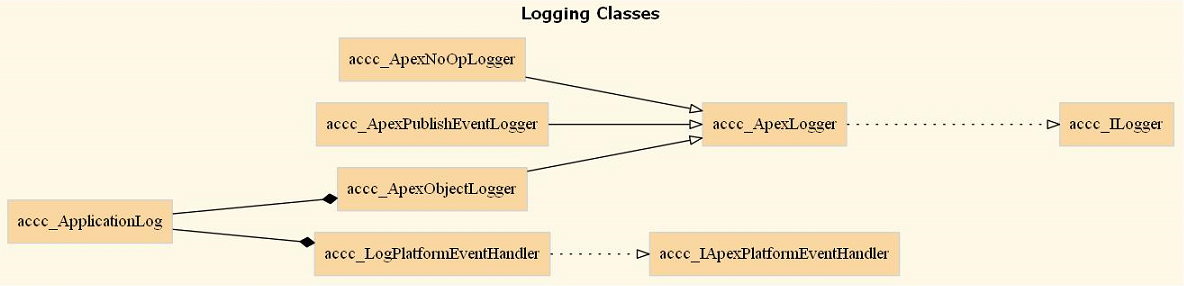 Logging Classes
accc_ApexNoOpLogger
accc_ApexPublishEventLogger
accc_ApexLogger
accc_ILogger
accc_ApexObjectLogger
accc_ApplicationLog
accc_LogPlatformEventHandler
accc_IApexPlatformEventHandler